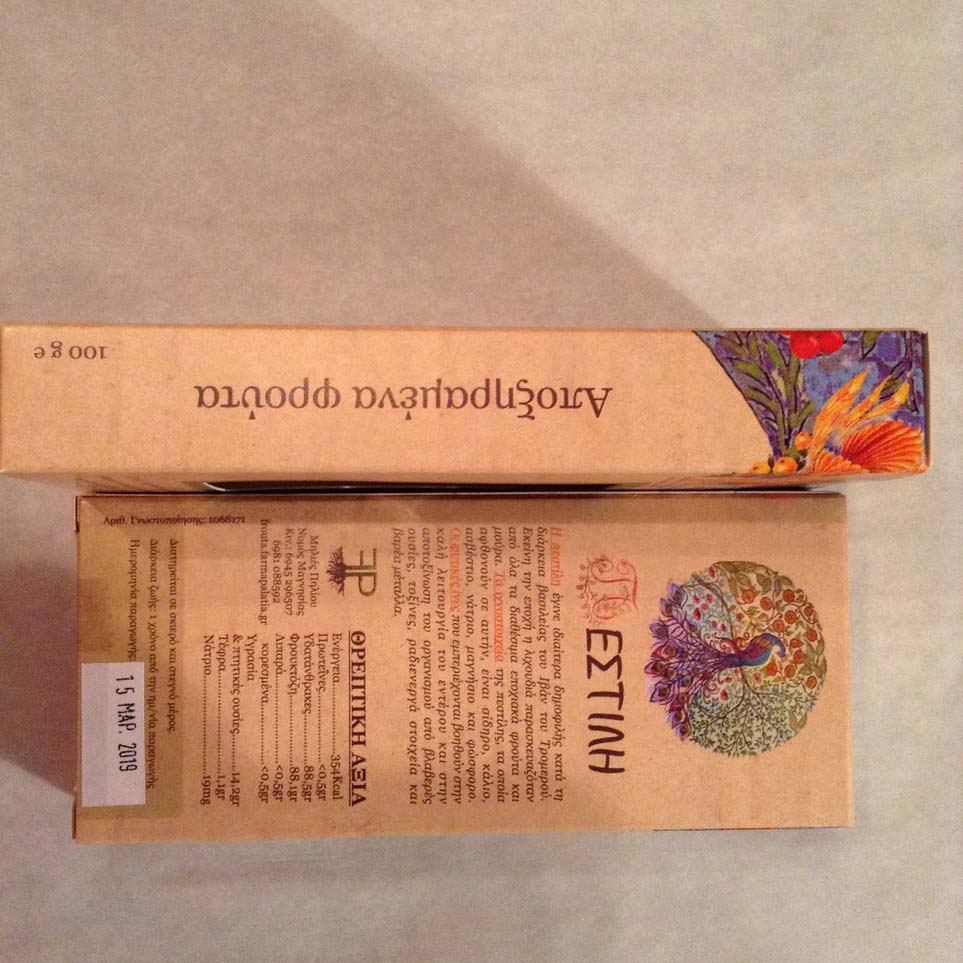 Αποξηραμένα φρούτα
100 g e
ΠΕΣΤΙΛΗ
Η πεστίλη έγινε ιδιαίτερα δημοφιλής κατά τη
διάρκεια βασιλείας του Ιβάν του Τρομερού.
Εκείνη την εποχή η λιχουδιά παρασκευαζόταν
από όλα τα διαθέσιμα εποχιακά φρούτα και
μούρα. Τα ιχνοστοιχεία της πεστίλης, τα οποία
αφθονούν σε αυτήν, είναι σίδηρο, κάλιο,
ασβέστιο, νάτριο, μαγνήσιο και φώσφορο.
Οι φυτικές ίνες που εμπεριέχονται βοηθούν στην
καλή λειτουργία του εντέρου και στην
αποτοξίνωση του οργανισμού από βλαβερές
ουσίες, τοξίνες, ραδιενεργά στοιχεία και
βαρέα μέταλλα.
FP
Μηλιές Πηλίου
Νομός Μαγνησίας
Κιν.: 6945 296507
6981 088592
frouta.farmapalatia.gr
ΘΡΕΠΤΙΚΗ ΑΞΙΑ
Ενέργεια....................354Kcal
Πρωτεΐνες....................<0,5gr
Υδατάνθρακες..............88,5gr
Φρουκτόζη...................88,1gr
Λιπαρά.........................<0,5gr
κορεσμένα.................<0,5gr
Υγρασία
& πτητικές ουσίες.........14,2gr
Τέφρα............................1,1gr
Νάτριο...........................19mg
Αριθ. Γνωστοποίησης: 1068171
Διατηρείται σε σκιερό και στεγνό μέρος.
Διάρκεια ζωής: 1 χρόνο από την ημ/νία παραγωγής
Ημερομηνία παραγωγής: 15 ΜΑΡ. 2019